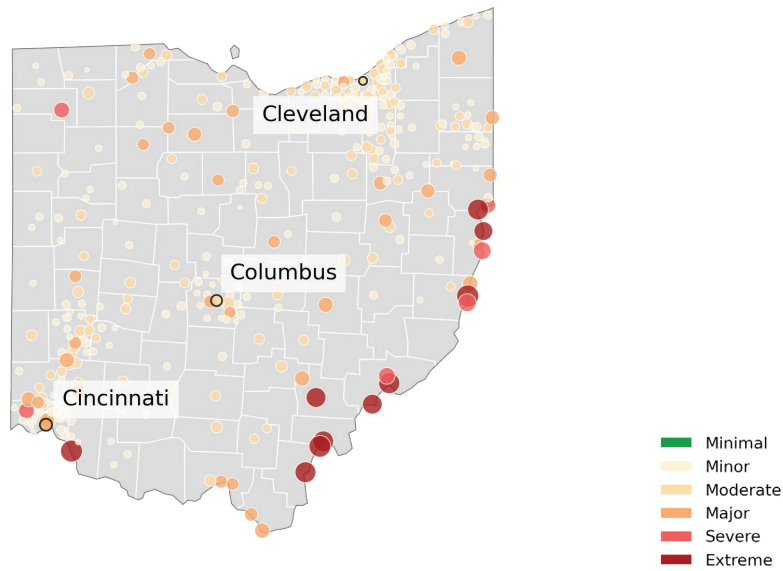 Cleveland
Columbus
Cincinnati
Minimal
Minor
Moderate
Major
Severe
Extreme